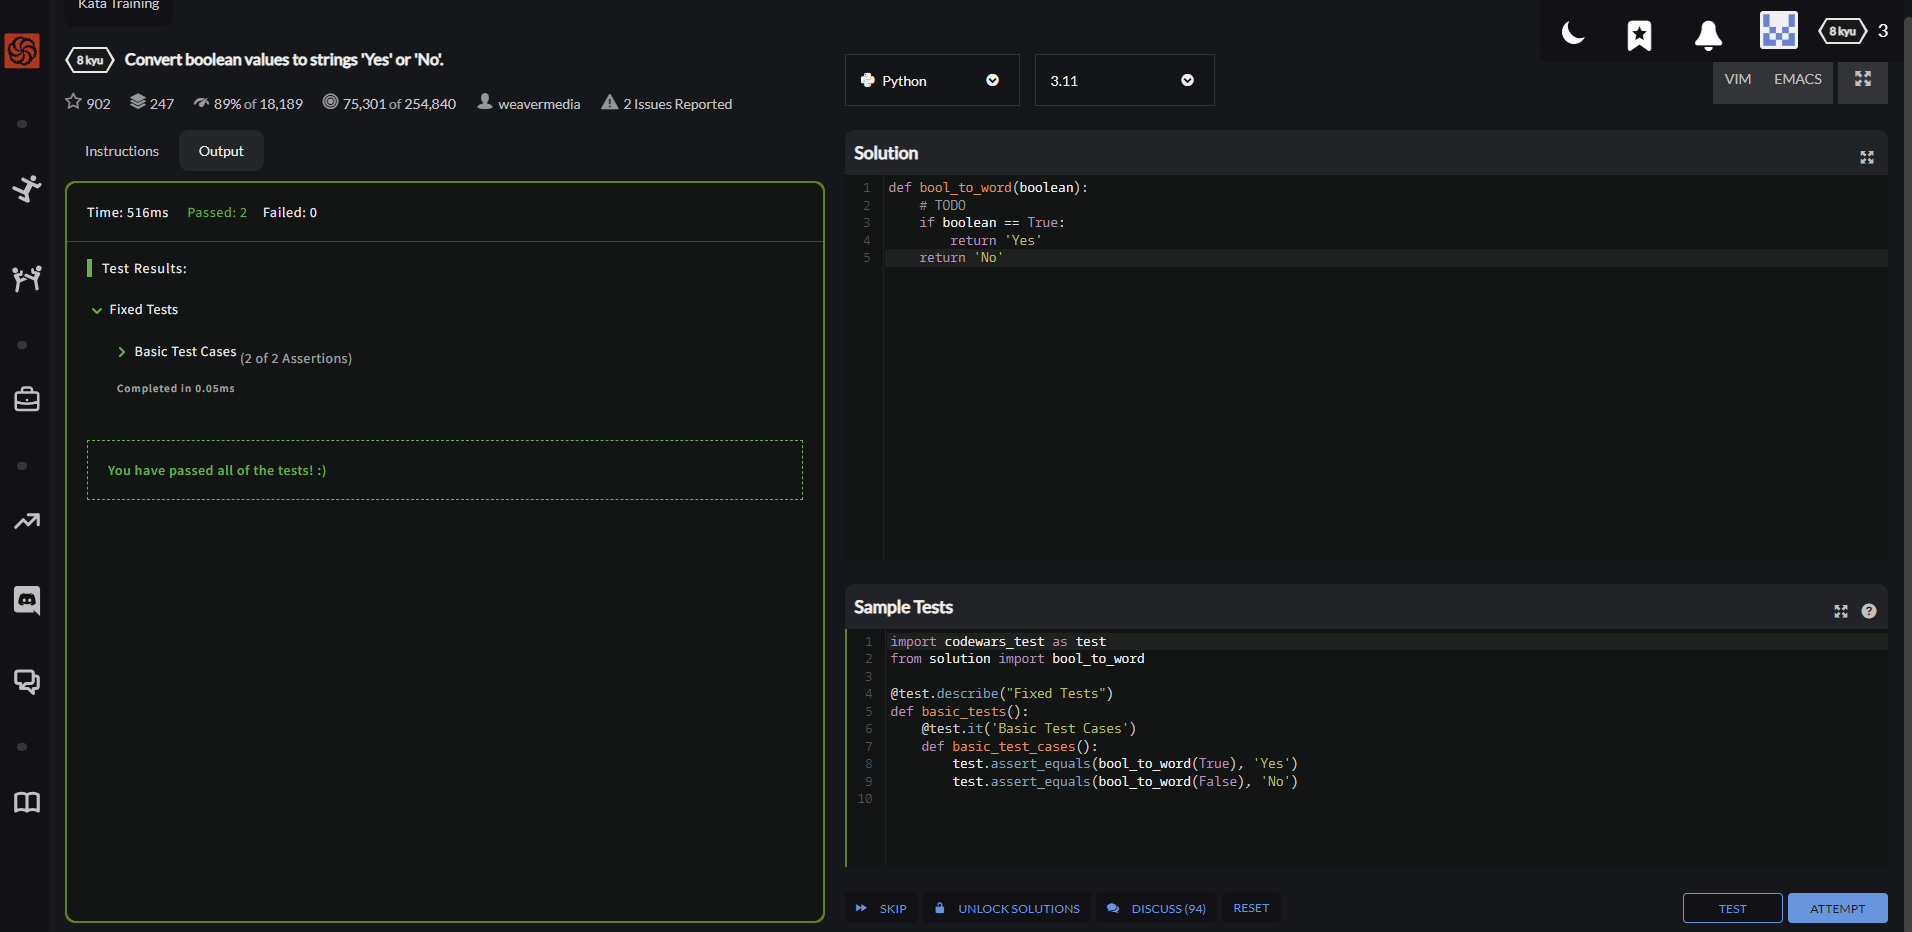 Kata Training
8 kyu
Convert boolean values to strings 'Yes' or 'No'.
902
247
89% of 18,189
75,301 of 254,840
weavermedia
2 Issues Reported
Python
3.11
8 kyu
3
VIM
EMACS
Instructions
Output
Time: 516ms Passed: 2 Failed: 0
Test Results:
Fixed Tests
Basic Test Cases (2 of 2 Assertions)
Completed in 0.05ms
You have passed all of the tests! :)
Solution
1 def bool_to_word(boolean):
2     # TODO
3     if boolean == True:
4         return 'Yes'
5     return 'No'
Sample Tests
1 import codewars_test as test
2 from solution import bool_to_word
3
4 @test.describe("Fixed Tests")
5 def basic_tests():
6     @test.it('Basic Test Cases')
7     def basic_test_cases():
8         test.assert_equals(bool_to_word(True), 'Yes')
9         test.assert_equals(bool_to_word(False), 'No')
10
SKIP
UNLOCK SOLUTIONS
DISCUSS (94)
RESET
TEST
ATTEMPT